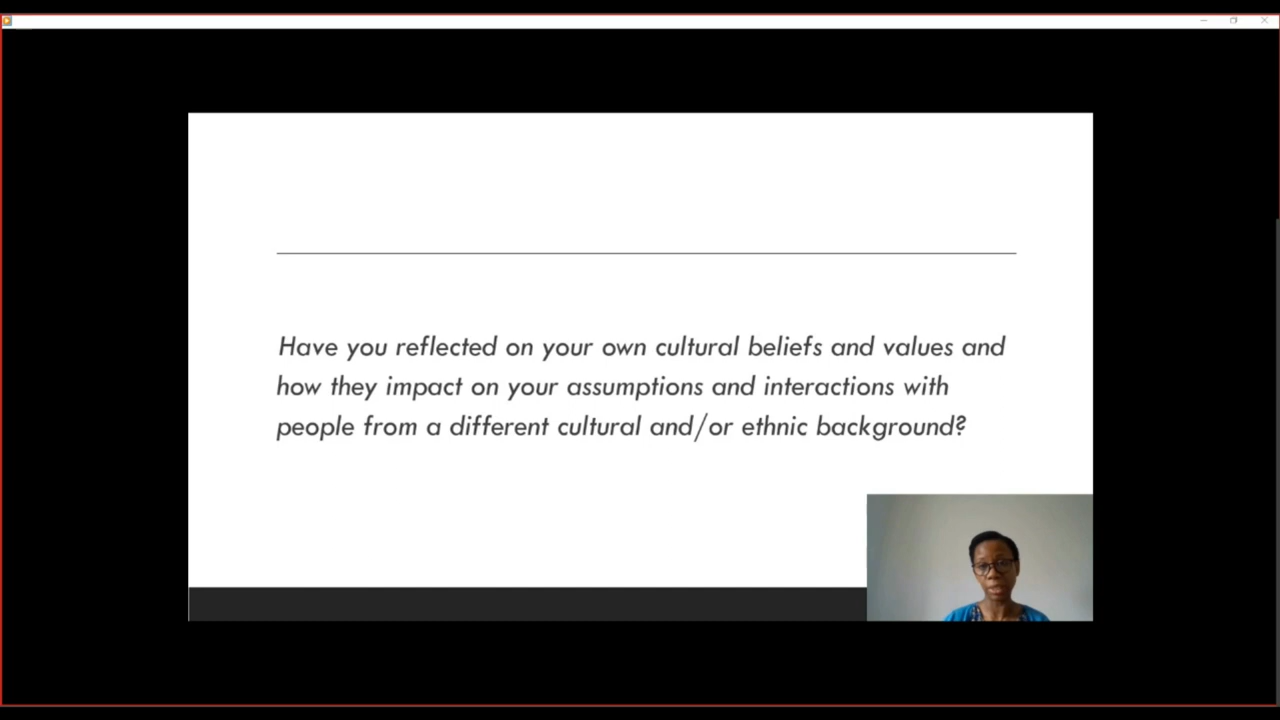 Have you reflected on your own cultural beliefs and values and
how they impact on your assumptions and interactions with
people from a different cultural and/or ethnic background?